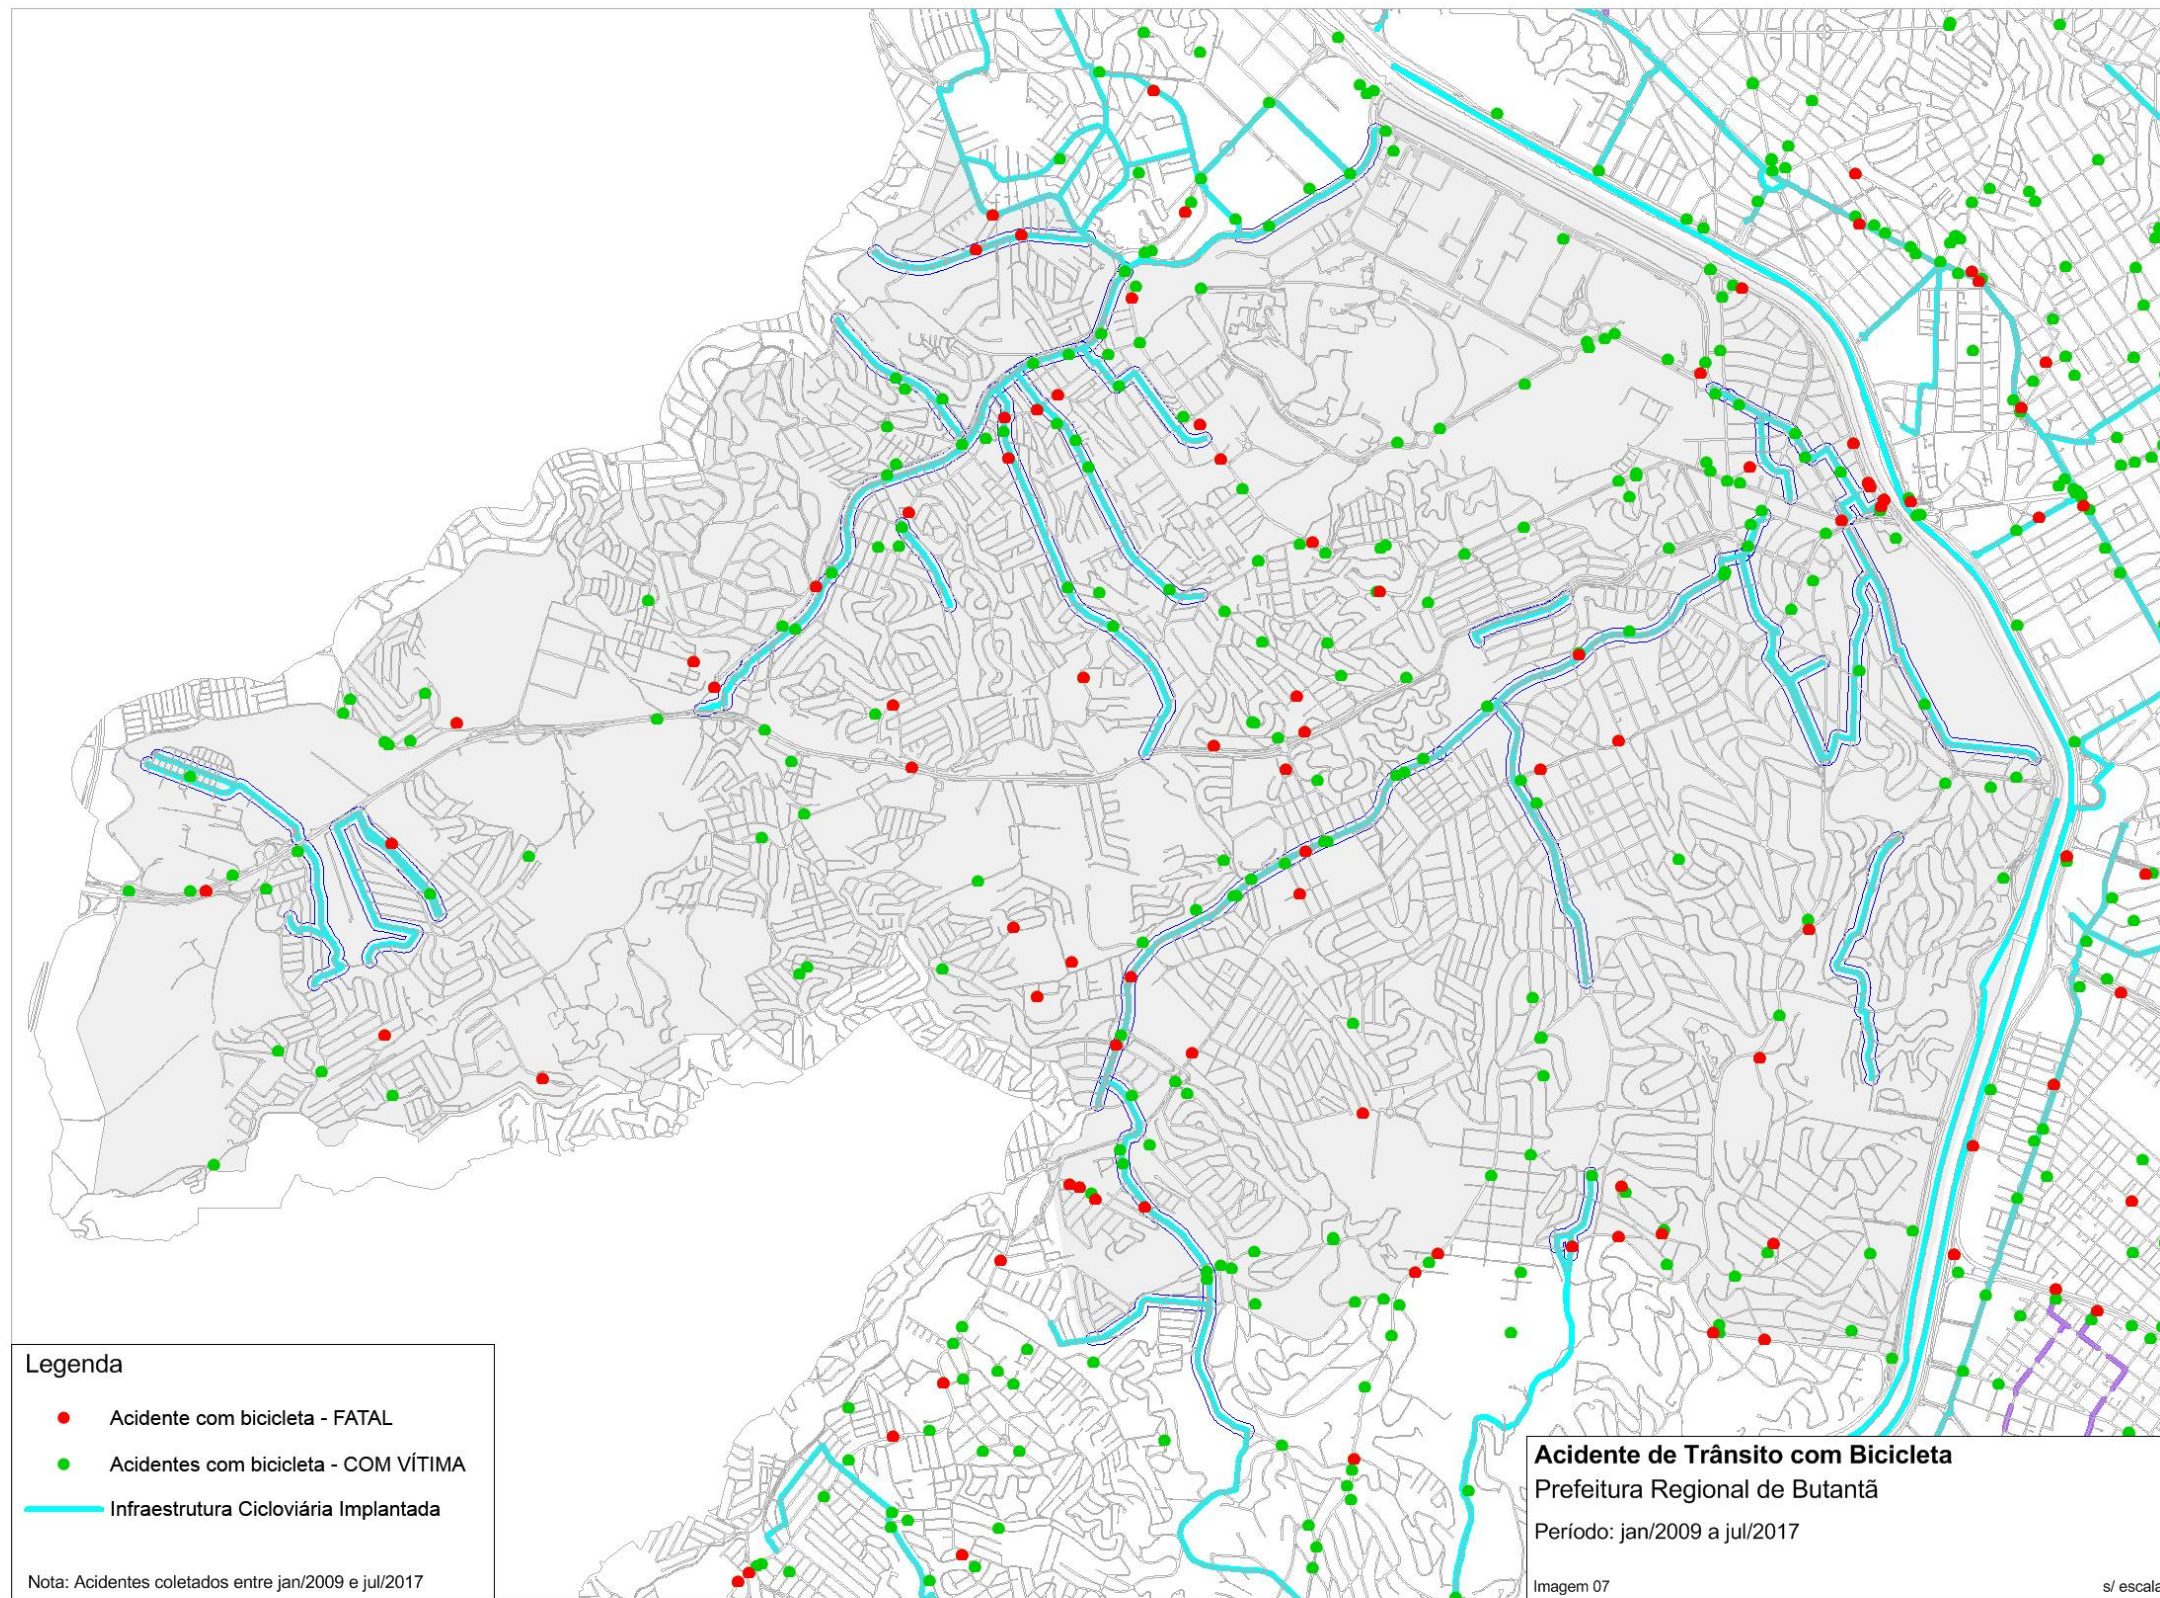 Legenda
Acidente com bicicleta - FATAL
Acidentes com bicicleta - COM VÍTIMA
Infraestrutura Cicloviária Implantada
Nota: Acidentes coletados entre jan/2009 e jul/2017
Acidente de Trânsito com Bicicleta
Prefeitura Regional de Butantã
Período: jan/2009 a jul/2017
Imagem 07
s/ escala